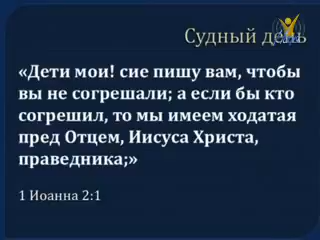 Судный день
«Дети мои! сие пишу вам, чтобы
вы не согрешали; а если бы кто
согрешил, то мы имеем ходатая
пред Отцем, Иисуса Христа,
праведника;»
1 Иоанна 2:1